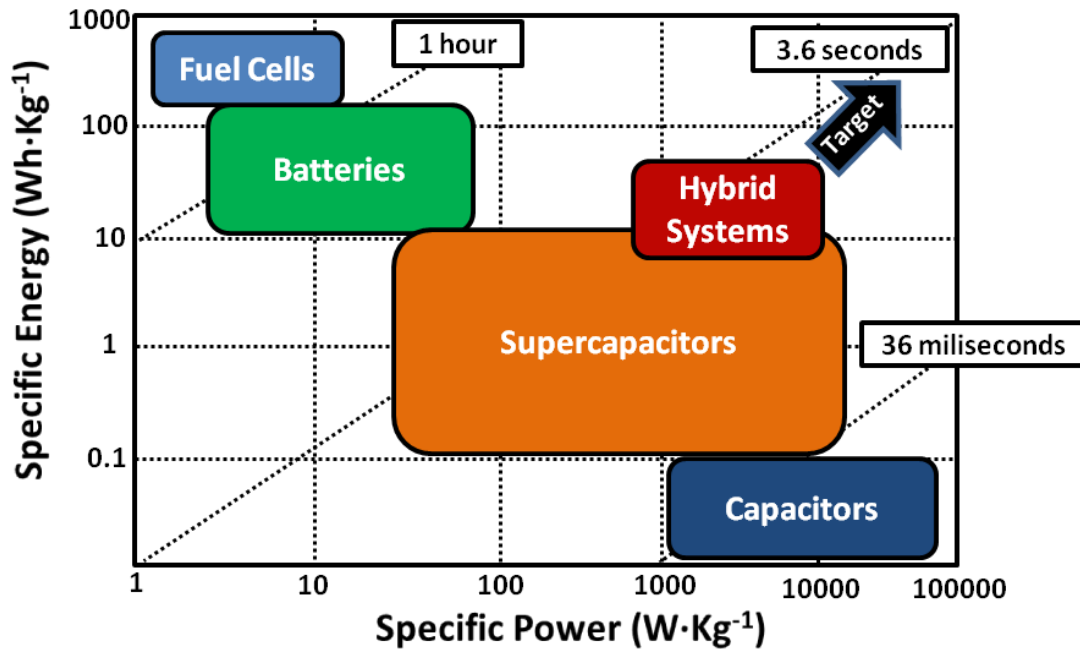 1000
1 hour
3.6 seconds
Fuel Cells
Target
100
Batteries
Hybrid
Systems
10
Supercapacitors
1
36 miliseconds
0.1
Capacitors
1
10
100
1000
10000
100000
Specific Energy (Wh·Kg⁻¹)
Specific Power (W·Kg⁻¹)